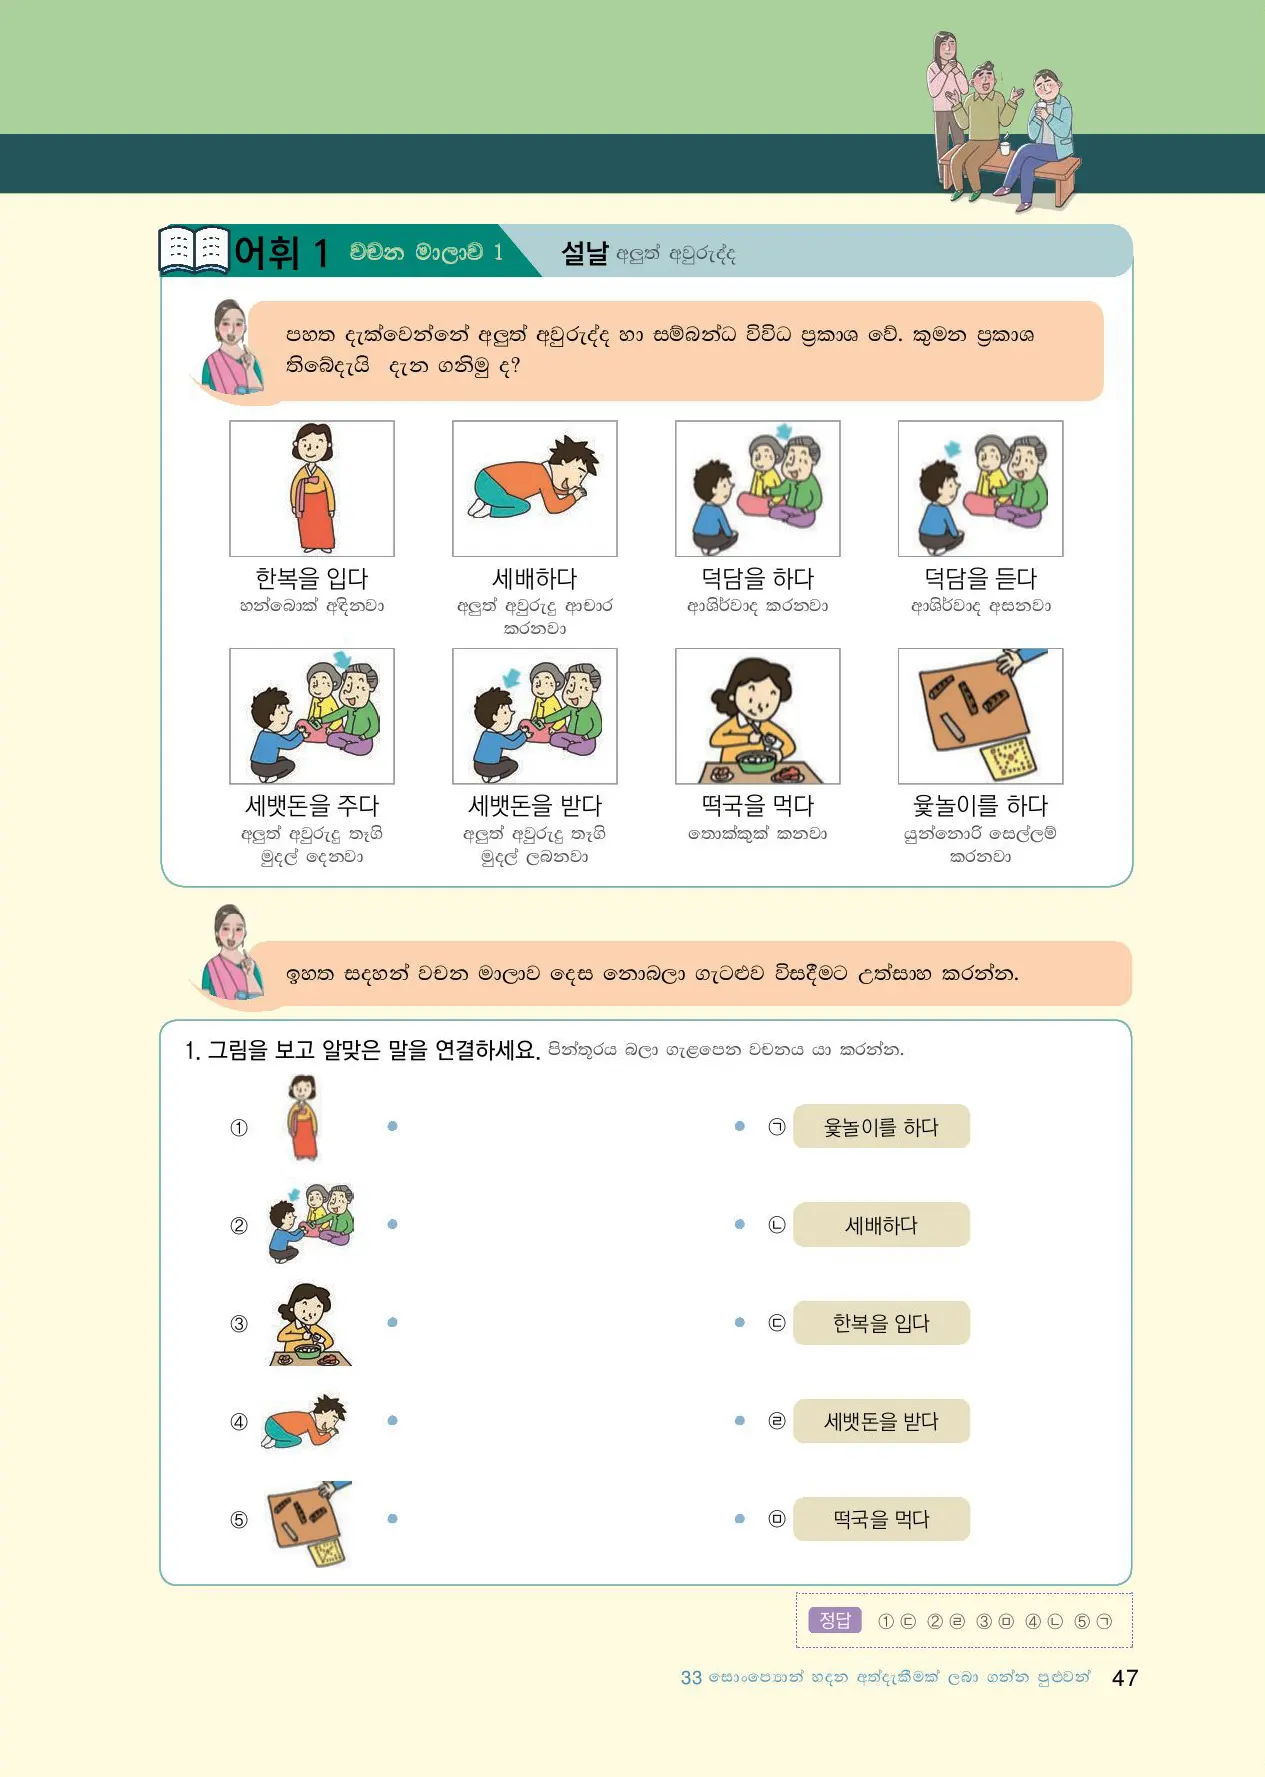 어휘 1 වචන මාලාව 1 설날 අලුත් අවුරුද්ද
පහත දැක්වෙන්නේ අලුත් අවුරුද්ද හා සම්බන්ධ විවිධ ප්‍රකාශ වේ. කුමන ප්‍රකාශ
තිබේදැයි දැන ගනිමු ද?
한복을 입다 세배하다 덕담을 하다 덕담을 듣다
හන්බොක් අඳිනවා අලුත් අවුරුදු ආචාර ආශිර්වාද කරනවා ආශිර්වාද අසනවා
කරනවා
세뱃돈을 주다 세뱃돈을 받다 떡국을 먹다 윷놀이를 하다
අලුත් අවුරුදු තෑගි අලුත් අවුරුදු තෑගි තොක්කුක් කනවා යුන්නොරි සෙල්ලම්
මුදල් දෙනවා මුදල් ලබනවා කරනවා
ඉහත සදහන් වචන මාලාව දෙස නොබලා ගැටළුව විසදීමට උත්සාහ කරන්න.
1. 그림을 보고 알맞은 말을 연결하세요. පින්තූරය බලා ගැළපෙන වචනය යා කරන්න.
① ㉠ 윷놀이를 하다
② ㉡ 세배하다
③ ㉢ 한복을 입다
④ ㉣ 세뱃돈을 받다
⑤ ㉤ 떡국을 먹다
정답 ① ㉢ ② ㉣ ③ ㉤ ④ ㉡ ⑤ ㉠
33 සොංප්‍යොන් හදන අත්දැකීමක් ලබා ගන්න පුළුවන් 47